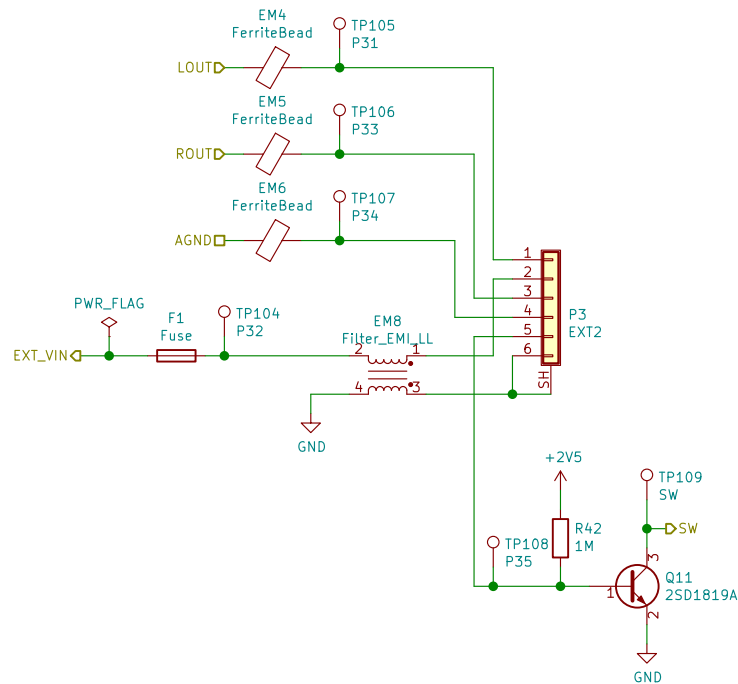 EM4
FerriteBead
TP105
P31
LOUT
EM5
FerriteBead
TP106
P33
ROUT
EM6
FerriteBead
TP107
P34
AGND
1
2
3
4
5
6
SH
P3
EXT2
PWR_FLAG
F1
Fuse
TP104
P32
EXT_VIN
EM8
Filter_EMI_LL
2
1
4
3
GND
+2V5
R42
1M
TP108
P35
TP109
SW
SW
3
Q11
2SD1819A
1
2
GND